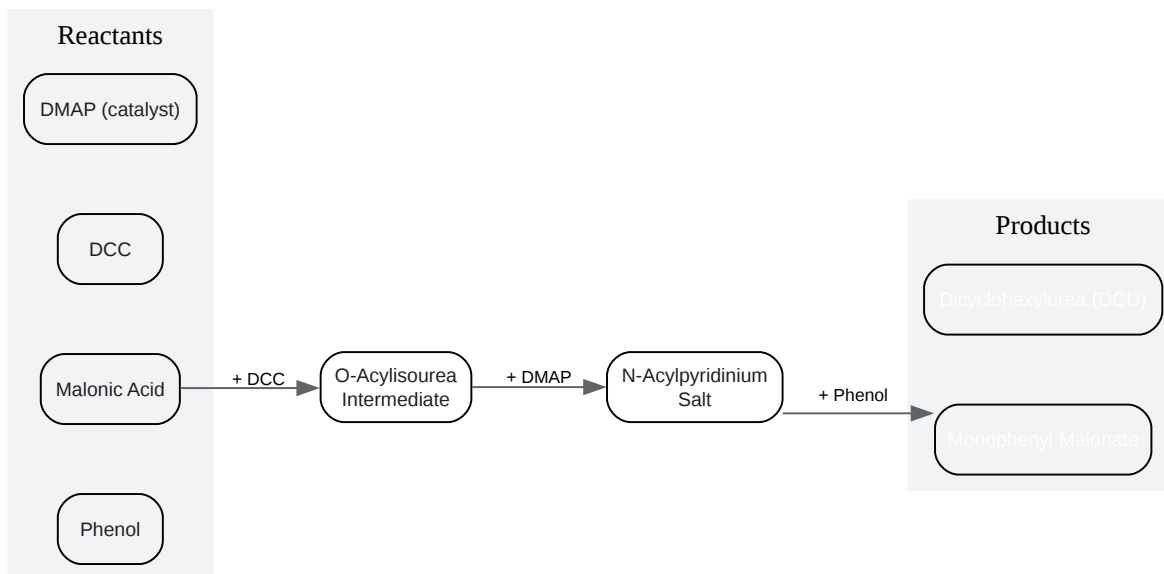 Reactants
DMAP (catalyst)
DCC
Malonic Acid
Phenol
+ DCC
O-Acylisourea
Intermediate
+ DMAP
N-Acylpyridinium
Salt
+ Phenol
Products
Dicyclohexylurea (DCU)
Monophenyl Malonate